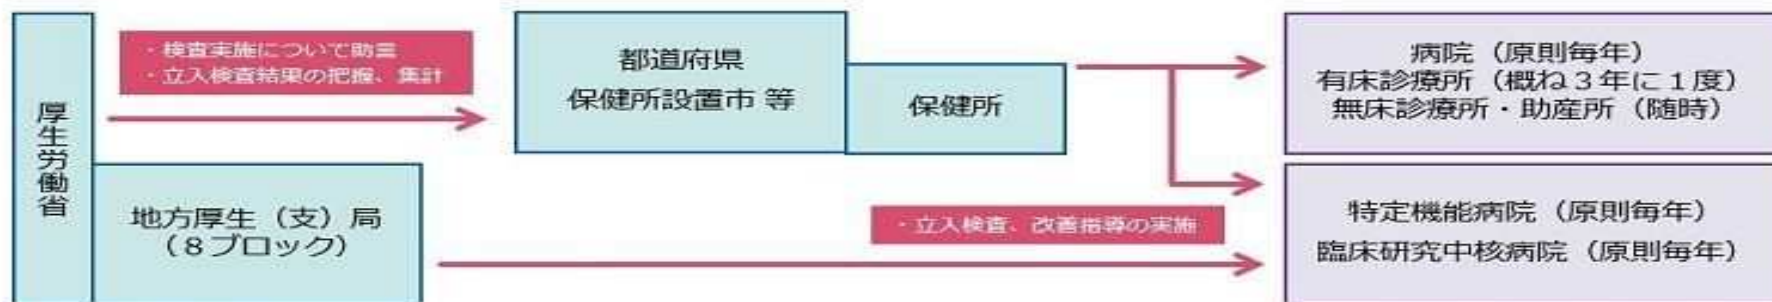 厚生労働省
・検査実施について助言
・立入検査結果の把握、集計
都道府県
保健所設置市 等
保健所
地方厚生（支）局
（８ブロック）
・立入検査、改善指導の実施
病院（原則毎年）
有床診療所（概ね３年に１度）
無床診療所・助産所（随時）
特定機能病院（原則毎年）
臨床研究中核病院（原則毎年）